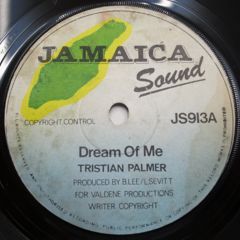 JAMAICA
Sound
COPYRIGHT.CONTROL
JS913A
Dream Of Me
TRISTIAN PALMER
PRODUCED BY B.LEE/L.SEVITT
FOR VALDENE PRODUCTIONS
WRITER COPYRIGHT